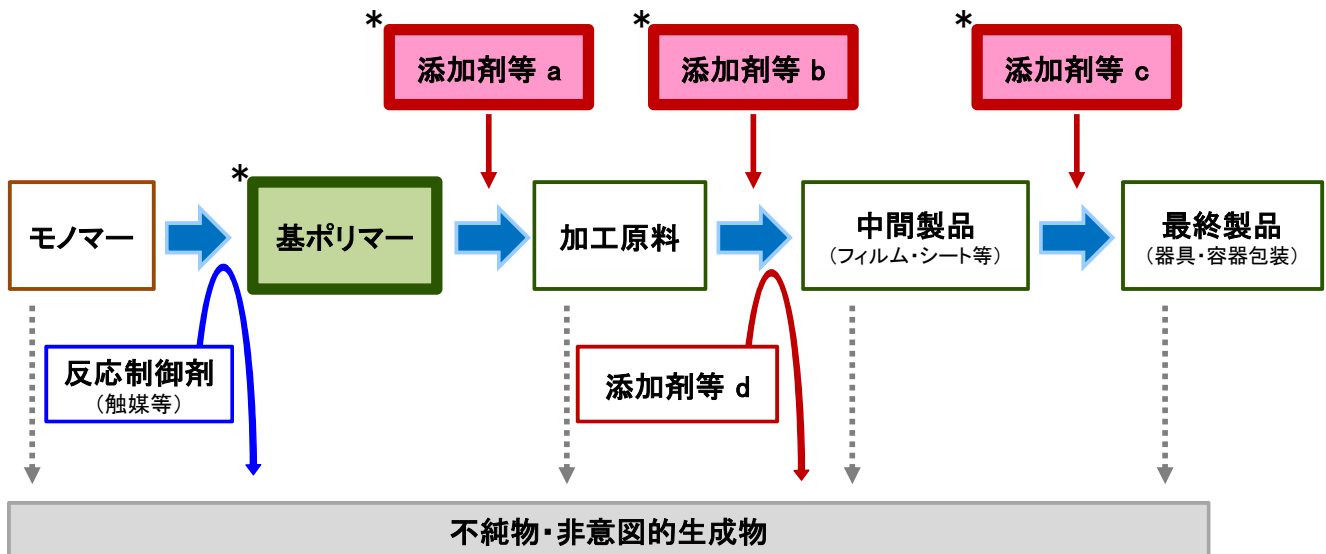 * 添加剤等 a
* 添加剤等 b
* 添加剤等 c
モノマー
* 基ポリマー
加工原料
中間製品
（フィルム・シート等）
最終製品
（器具・容器包装）
反応制御剤
（触媒等）
添加剤等 d
不純物・非意図的生成物